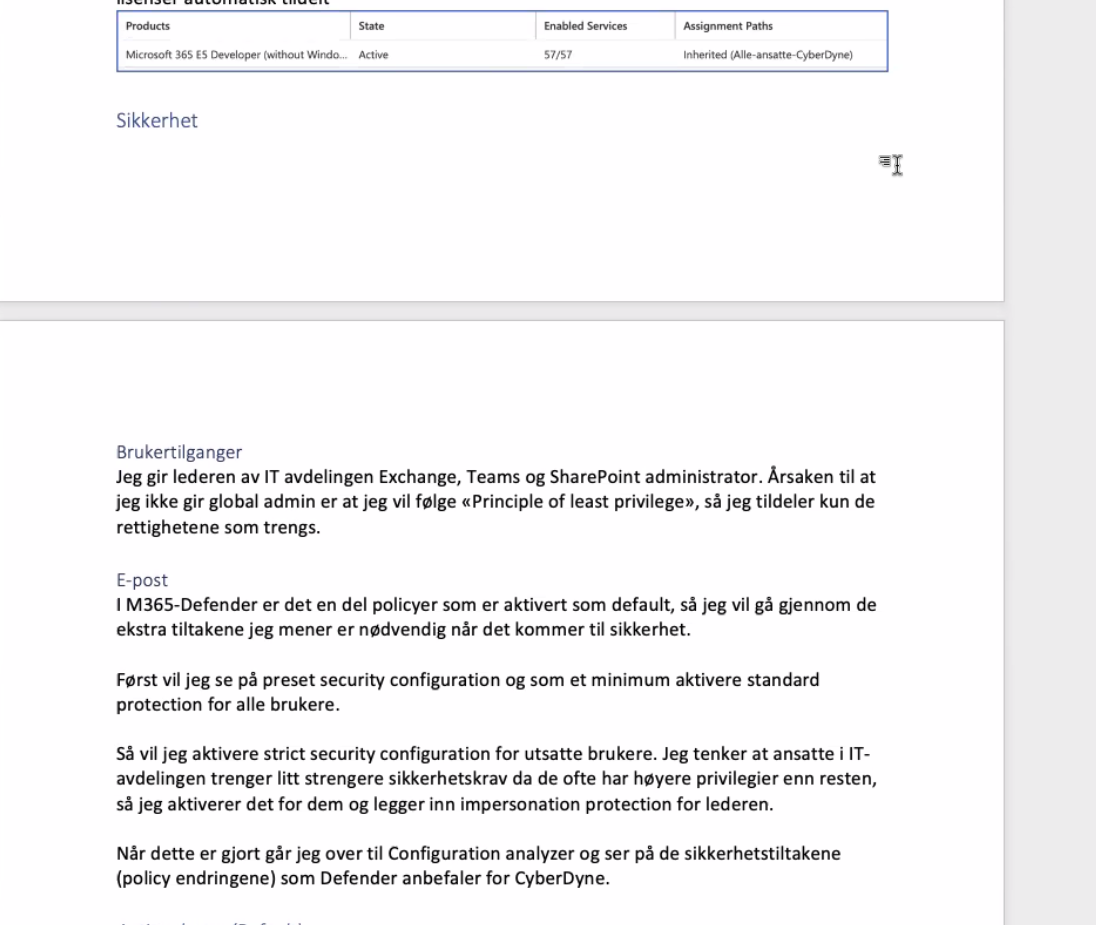 lisenser automatisk tildelt
Products State Enabled Services Assignment Paths
Microsoft 365 E5 Developer (without Windo... Active 57/57 Inherited (Alle-ansatte-CyberDyne)
Sikkerhet
Brukertilganger
Jeg gir lederen av IT avdelingen Exchange, Teams og SharePoint administrator. Årsaken til at
jeg ikke gir global admin er at jeg vil følge «Principle of least privilege», så jeg tildeler kun de
rettighetene som trengs.
E-post
I M365-Defender er det en del policyer som er aktivert som default, så jeg vil gå gjennom de
ekstra tiltakene jeg mener er nødvendig når det kommer til sikkerhet.
Først vil jeg se på preset security configuration og som et minimum aktivere standard
protection for alle brukere.
Så vil jeg aktivere strict security configuration for utsatte brukere. Jeg tenker at ansatte i IT-
avdelingen trenger litt strengere sikkerhetskrav da de ofte har høyere privilegier enn resten,
så jeg aktiverer det for dem og legger inn impersonation protection for lederen.
Når dette er gjort går jeg over til Configuration analyzer og ser på de sikkerhetstiltakene
(policy endringene) som Defender anbefaler for CyberDyne.